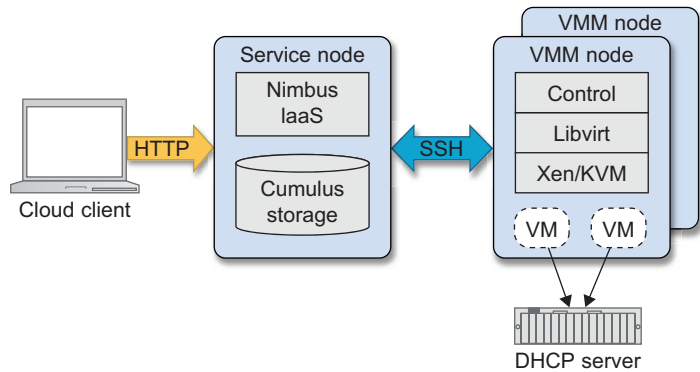 VMM node
Service node
VMM node
Nimbus
IaaS
Control
HTTP
SSH
Libvirt
Xen/KVM
Cumulus
storage
Cloud client
VM
VM
DHCP server